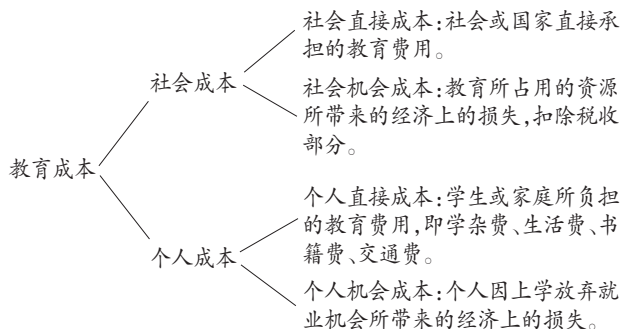 社会直接成本:社会或国家直接承
担的教育费用。
社会成本
社会机会成本:教育所占用的资源
所带来的经济上的损失,扣除税收
部分。
教育成本
个人直接成本:学生或家庭所负担
的教育费用,即学杂费、生活费、书
籍费、交通费。
个人成本
个人机会成本:个人因上学放弃就
业机会所带来的经济上的损失。